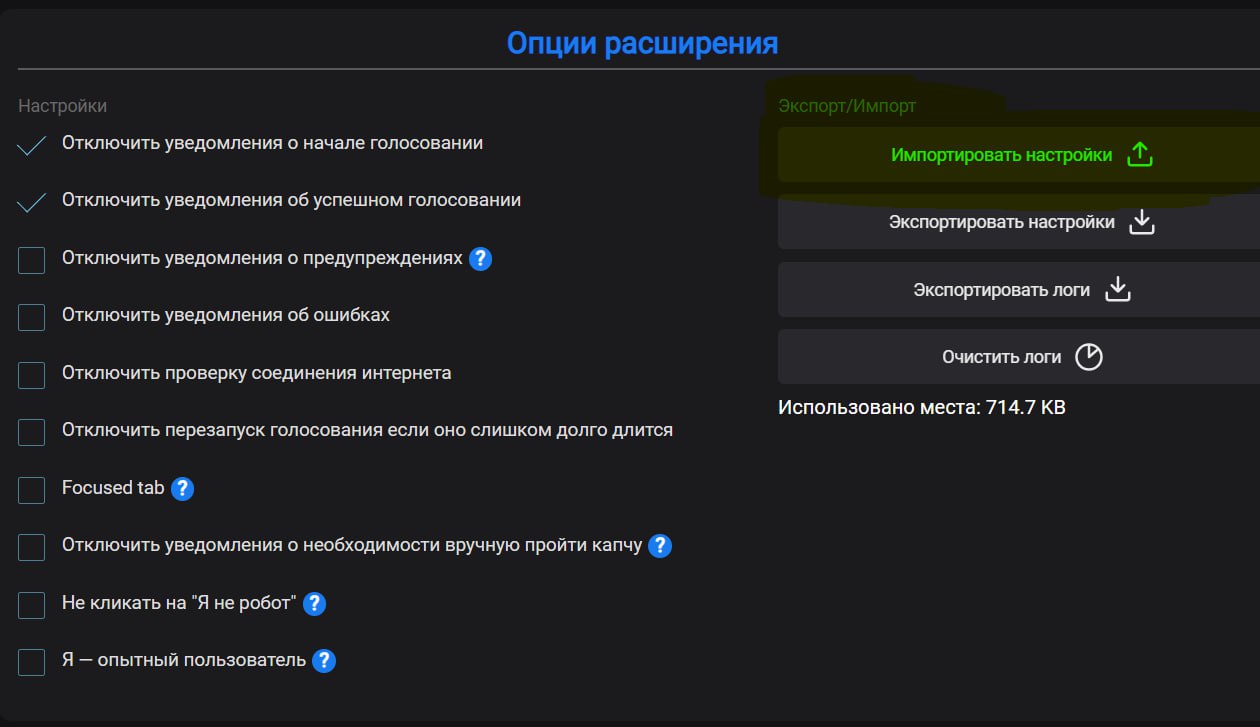 Опции расширения
Настройки
Отключить уведомления о начале голосовании
Отключить уведомления об успешном голосовании
Отключить уведомления о предупреждениях ?
Отключить уведомления об ошибках
Отключить проверку соединения интернета
Отключить перезапуск голосования если оно слишком долго длится
Focused tab ?
Отключить уведомления о необходимости вручную пройти капчу ?
Не кликать на "Я не робот" ?
Я — опытный пользователь ?
Экспорт/Импорт
Импортировать настройки
Экспортировать настройки
Экспортировать логи
Очистить логи
Использовано места: 714.7 KB